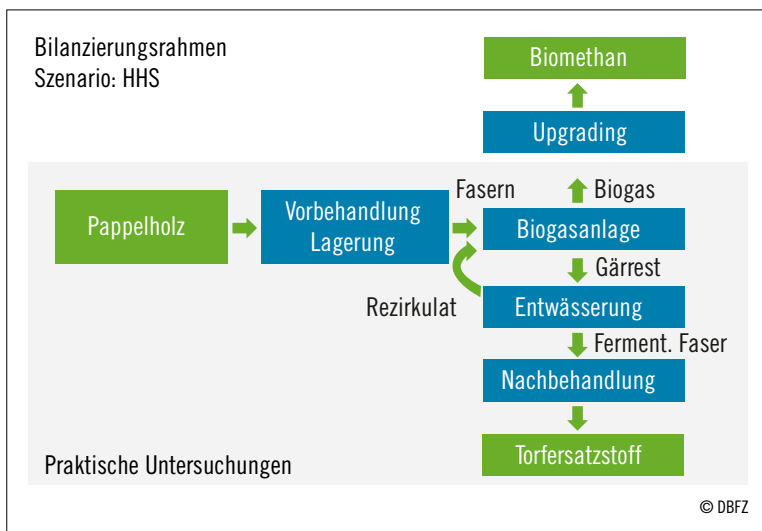 Bilanzierungsrahmen
Szenario: HHS
Biomethan
Upgrading
Fasern
Biogas
Pappelholz
Vorbehandlung
Lagerung
Biogasanlage
Gärrest
Rezirkulat
Entwässerung
Ferment. Faser
Nachbehandlung
Torfersatzstoff
Praktische Untersuchungen
© DBFZ